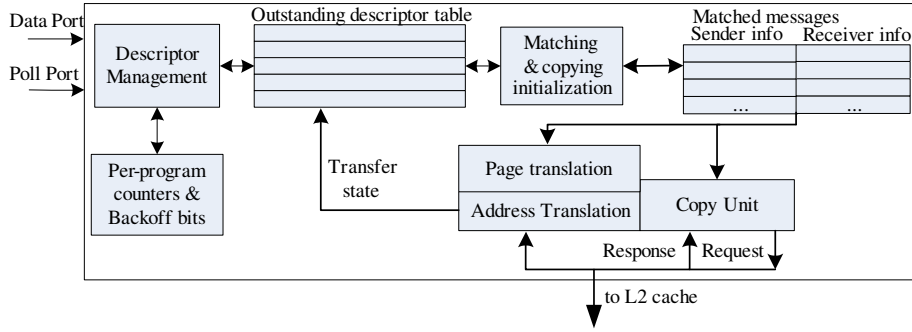 Data Port
Poll Port
Descriptor
Management
Outstanding descriptor table
Matching
& copying
initialization
Matched messages
Sender info
Receiver info
...
...
Per-program
counters &
Backoff bits
Transfer
state
Page translation
Address Translation
Copy Unit
Response
Request
to L2 cache